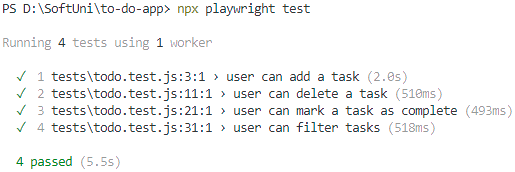 PS D:\SoftUni\to-do-app> npx playwright test
Running 4 tests using 1 worker
✓ 1 tests\todo.test.js:3:1 › user can add a task (2.0s)
✓ 2 tests\todo.test.js:11:1 › user can delete a task (510ms)
✓ 3 tests\todo.test.js:21:1 › user can mark a task as complete (493ms)
✓ 4 tests\todo.test.js:31:1 › user can filter tasks (518ms)
4 passed (5.5s)